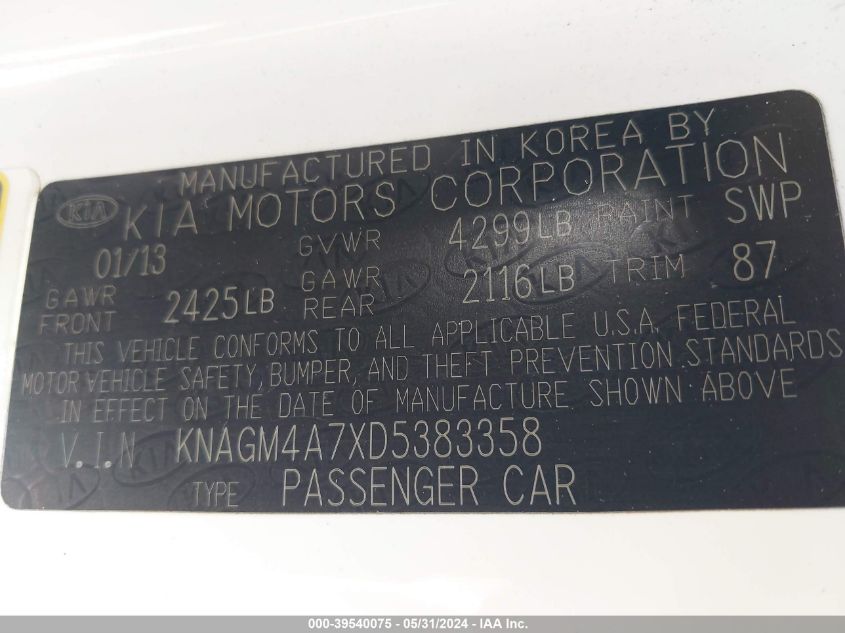 MANUFACTURED IN KOREA BY
KIA KIA MOTORS CORPORATION
01/13 GVWR 4299LB PAINT SWP
GAWR FRONT 2425LB GAWR REAR 2116LB TRIM 87
THIS VEHICLE CONFORMS TO ALL APPLICABLE U.S.A. FEDERAL
MOTOR VEHICLE SAFETY, BUMPER, AND THEFT PREVENTION STANDARDS
IN EFFECT ON THE DATE OF MANUFACTURE SHOWN ABOVE
V.I.N KNAGM4A7XD5383358
TYPE PASSENGER CAR
000-39540075 - 05/31/2024 - IAA Inc.